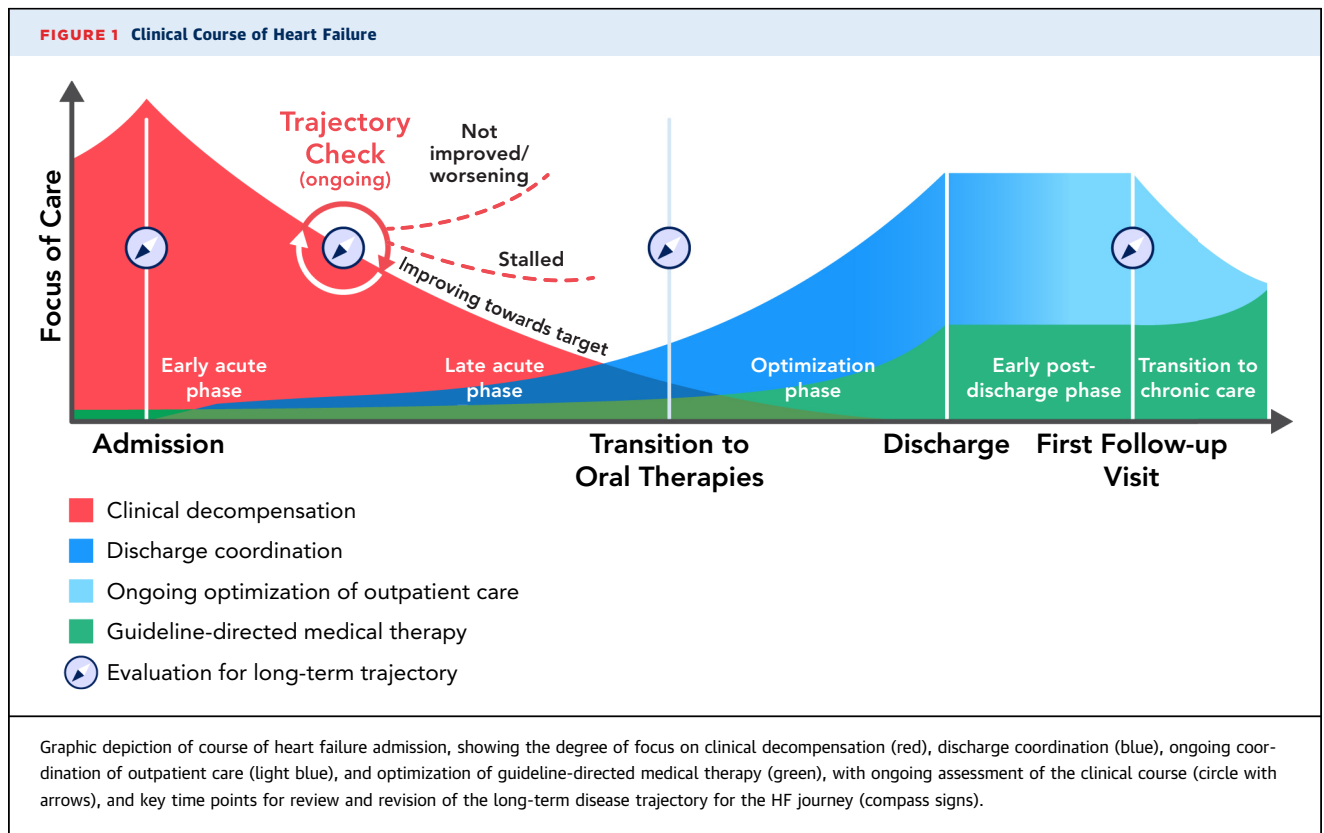 FIGURE 1 Clinical Course of Heart Failure
Focus of Care
Trajectory
Check
(ongoing)
Not
improved/
worsening
Stalled
Improving towards target
Early acute
phase
Late acute
phase
Optimization
phase
Early post-
discharge phase
Transition to
chronic care
Admission
Transition to
Oral Therapies
Discharge
First Follow-up
Visit
Clinical decompensation
Discharge coordination
Ongoing optimization of outpatient care
Guideline-directed medical therapy
Evaluation for long-term trajectory
Graphic depiction of course of heart failure admission, showing the degree of focus on clinical decompensation (red), discharge coordination (blue), ongoing coor-
dination of outpatient care (light blue), and optimization of guideline-directed medical therapy (green), with ongoing assessment of the clinical course (circle with
arrows), and key time points for review and revision of the long-term disease trajectory for the HF journey (compass signs).